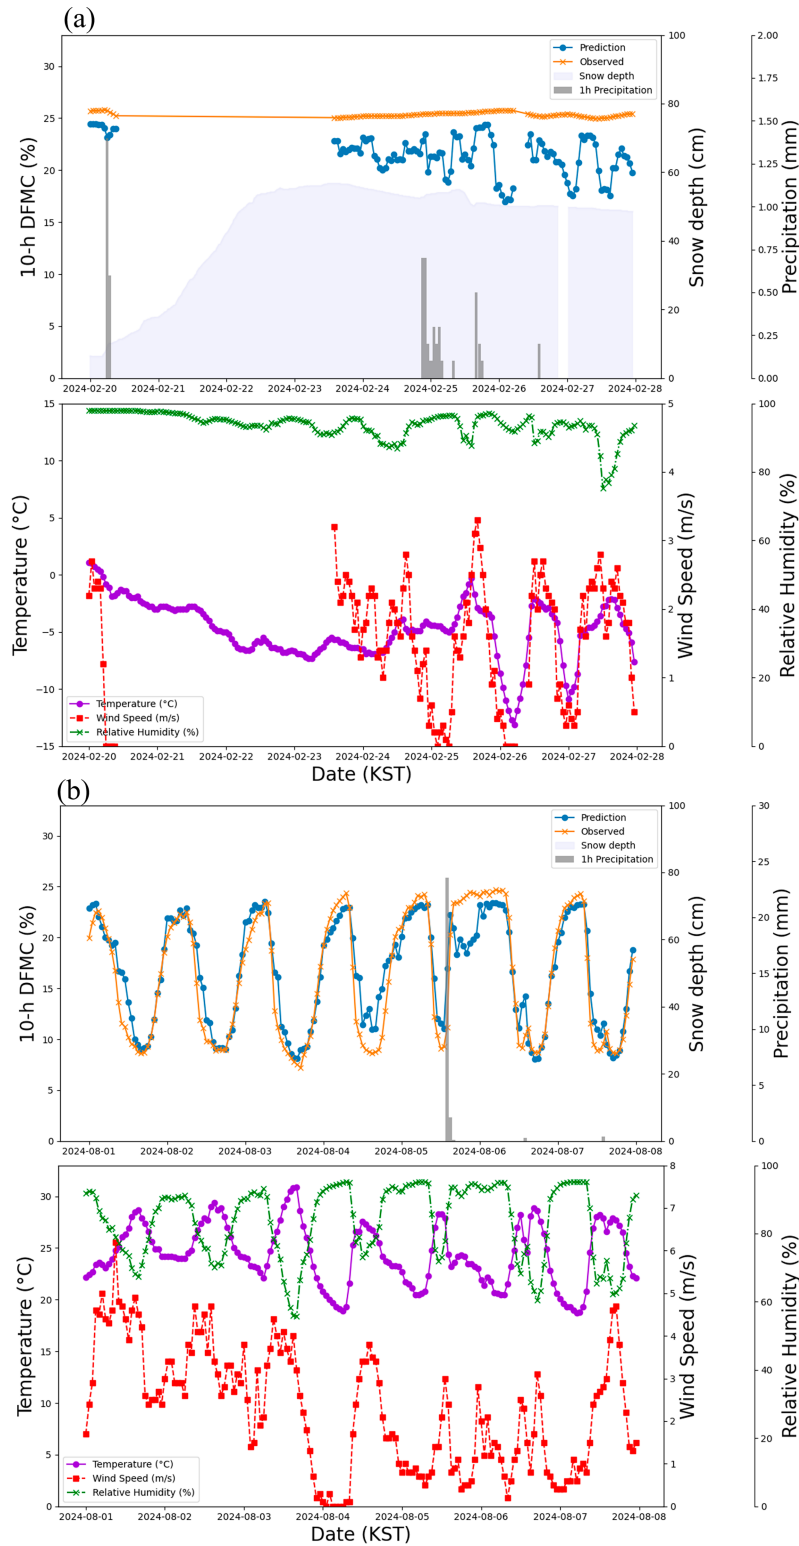 (a)
Prediction
Observed
Snow depth
1h Precipitation
10-h DFMC (%)
0
5
10
15
20
25
30
Snow depth (cm)
0
20
40
60
80
100
Precipitation (mm)
0.00
0.25
0.50
0.75
1.00
1.25
1.50
1.75
2.00
2024-02-20 2024-02-21 2024-02-22 2024-02-23 2024-02-24 2024-02-25 2024-02-26 2024-02-27 2024-02-28
Temperature (°C)
−15
−10
−5
0
5
10
15
Wind Speed (m/s)
0
1
2
3
4
5
Relative Humidity (%)
0
20
40
60
80
100
Temperature (°C)
Wind Speed (m/s)
Relative Humidity (%)
2024-02-20 2024-02-21 2024-02-22 2024-02-23 2024-02-24 2024-02-25 2024-02-26 2024-02-27 2024-02-28
Date (KST)
(b)
Prediction
Observed
Snow depth
1h Precipitation
10-h DFMC (%)
0
5
10
15
20
25
30
Snow depth (cm)
0
20
40
60
80
100
Precipitation (mm)
0
5
10
15
20
25
30
2024-08-01 2024-08-02 2024-08-03 2024-08-04 2024-08-05 2024-08-06 2024-08-07 2024-08-08
Temperature (°C)
0
5
10
15
20
25
30
Wind Speed (m/s)
0
1
2
3
4
5
6
7
8
Relative Humidity (%)
0
20
40
60
80
100
Temperature (°C)
Wind Speed (m/s)
Relative Humidity (%)
2024-08-01 2024-08-02 2024-08-03 2024-08-04 2024-08-05 2024-08-06 2024-08-07 2024-08-08
Date (KST)